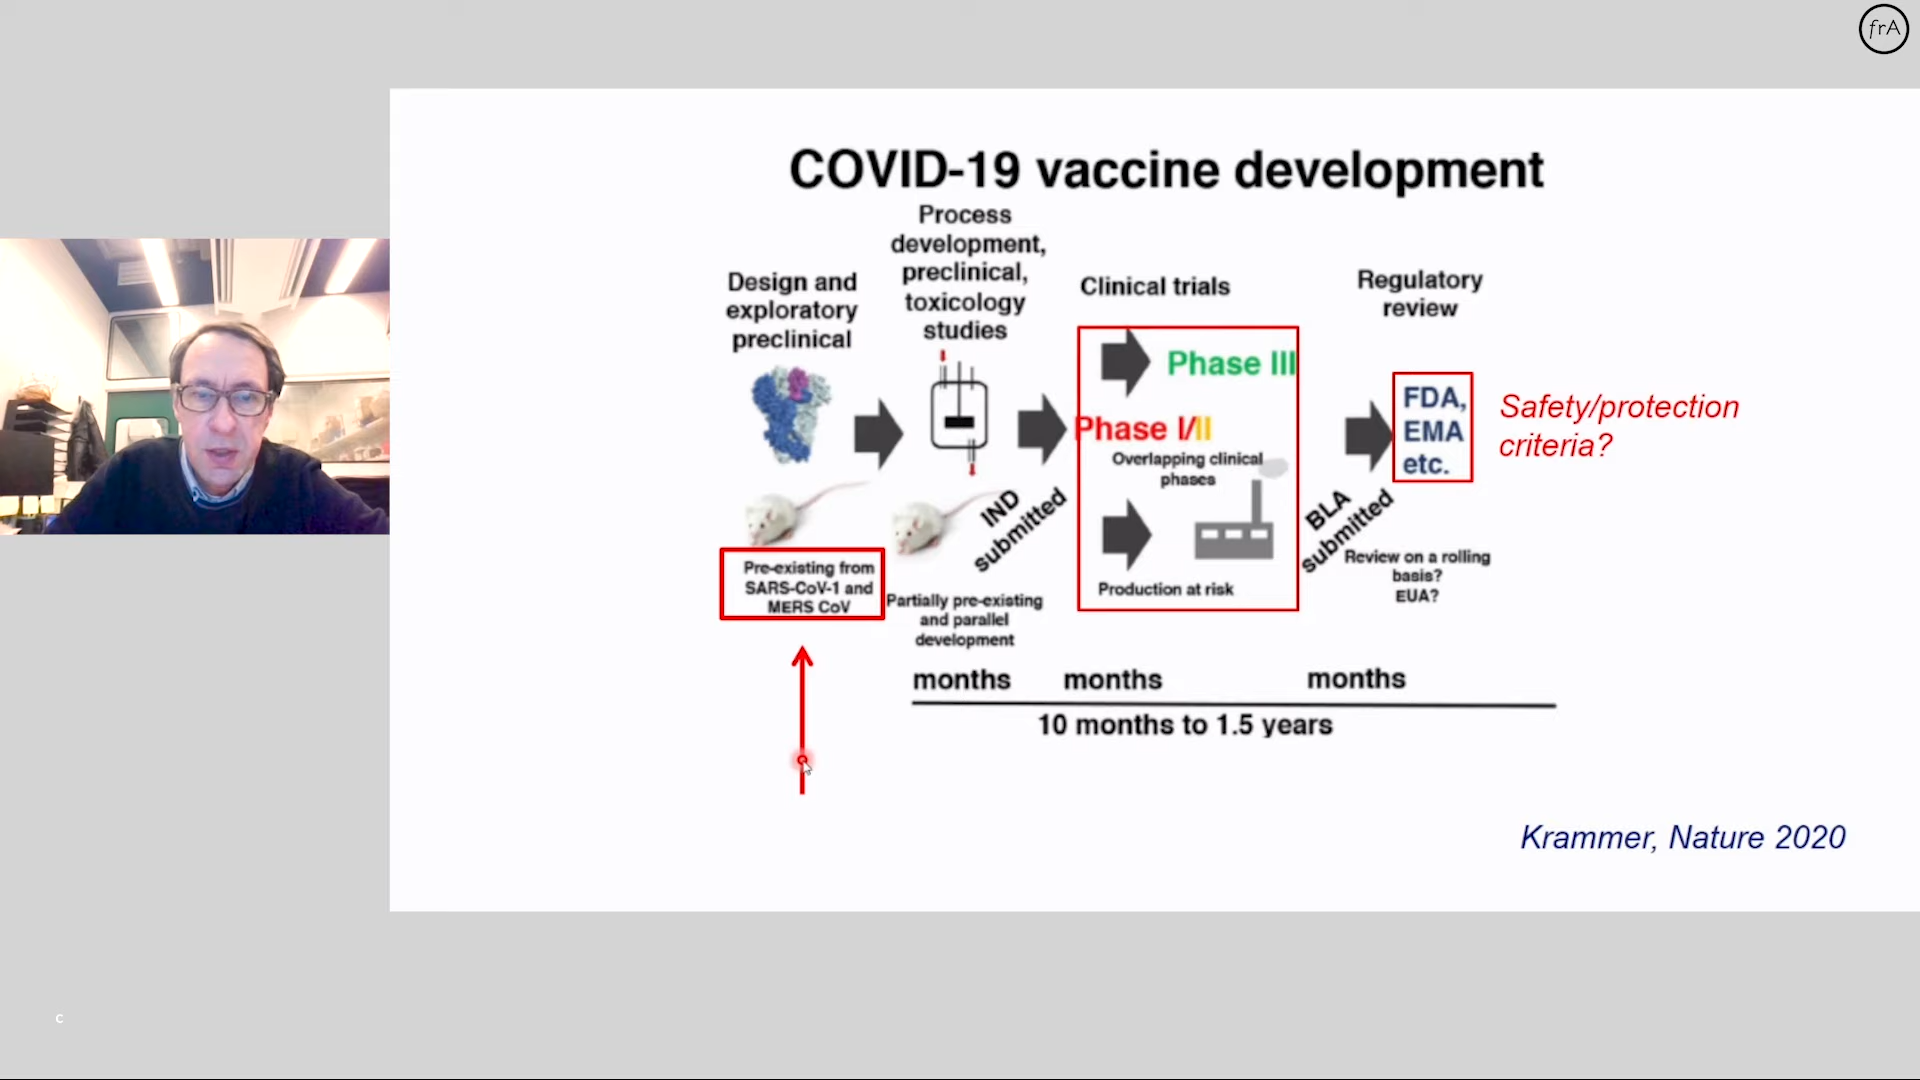 frA
COVID-19 vaccine development
Design and
exploratory
preclinical
Process
development,
preclinical,
toxicology
studies
Clinical trials
Regulatory
review
Phase III
Phase I/II
Overlapping clinical
phases
Production at risk
FDA,
EMA
etc.
Safety/protection
criteria?
IND
submitted
BLA
submitted
Pre-existing from
SARS-CoV-1 and
MERS CoV
Partially pre-existing
and parallel
development
Review on a rolling
basis?
EUA?
months
months
months
10 months to 1.5 years
Krammer, Nature 2020
c